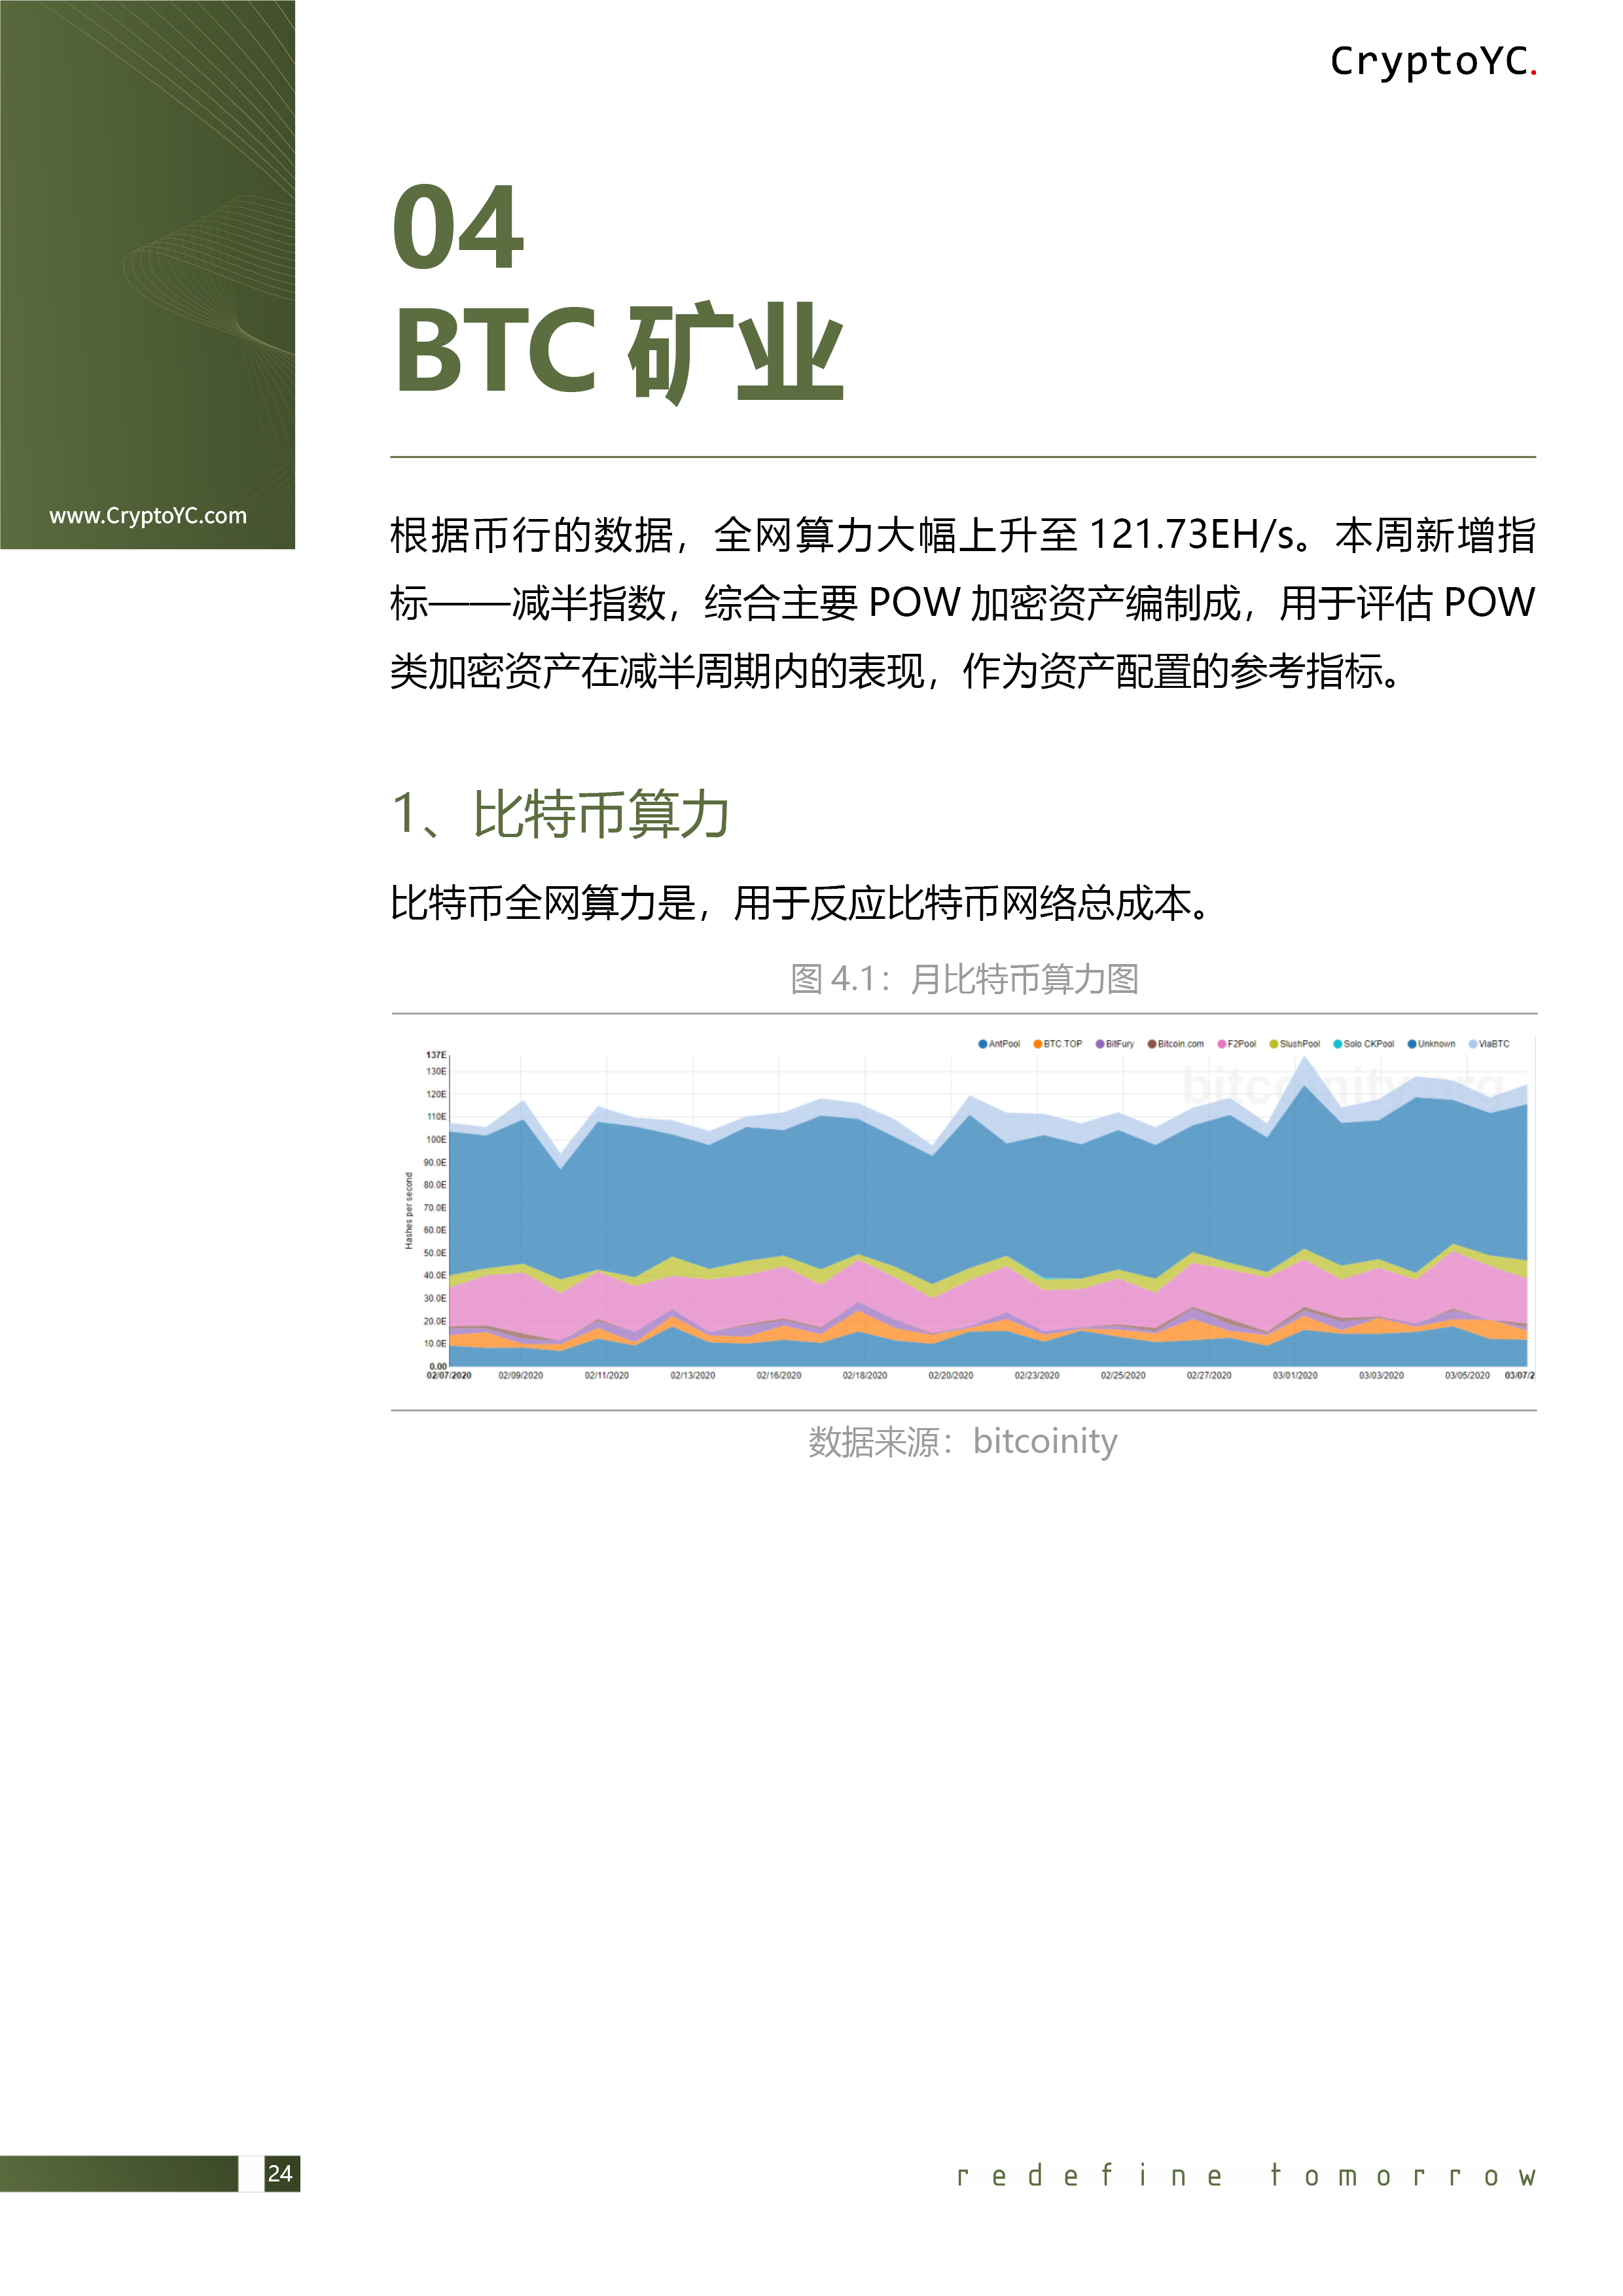 CryptoYC.
www.CryptoYC.com
04
BTC 矿业
根据币行的数据，全网算力大幅上升至 121.73EH/s。本周新增指
标——减半指数，综合主要 POW 加密资产编制成，用于评估 POW
类加密资产在减半周期内的表现，作为资产配置的参考指标。
1、比特币算力
比特币全网算力是，用于反应比特币网络总成本。
图 4.1：月比特币算力图
AntPool BTC.TOP BitFury Bitcoin.com F2Pool SlushPool Solo CKPool Unknown ViaBTC
bitcoinity.org
Hashes per second
137E
130E
120E
110E
100E
90.0E
80.0E
70.0E
60.0E
50.0E
40.0E
30.0E
20.0E
10.0E
0.00
02/07/2020 02/09/2020 02/11/2020 02/13/2020 02/16/2020 02/18/2020 02/20/2020 02/23/2020 02/25/2020 02/27/2020 03/01/2020 03/03/2020 03/05/2020 03/07/2
数据来源：bitcoinity
24
redefine tomorrow